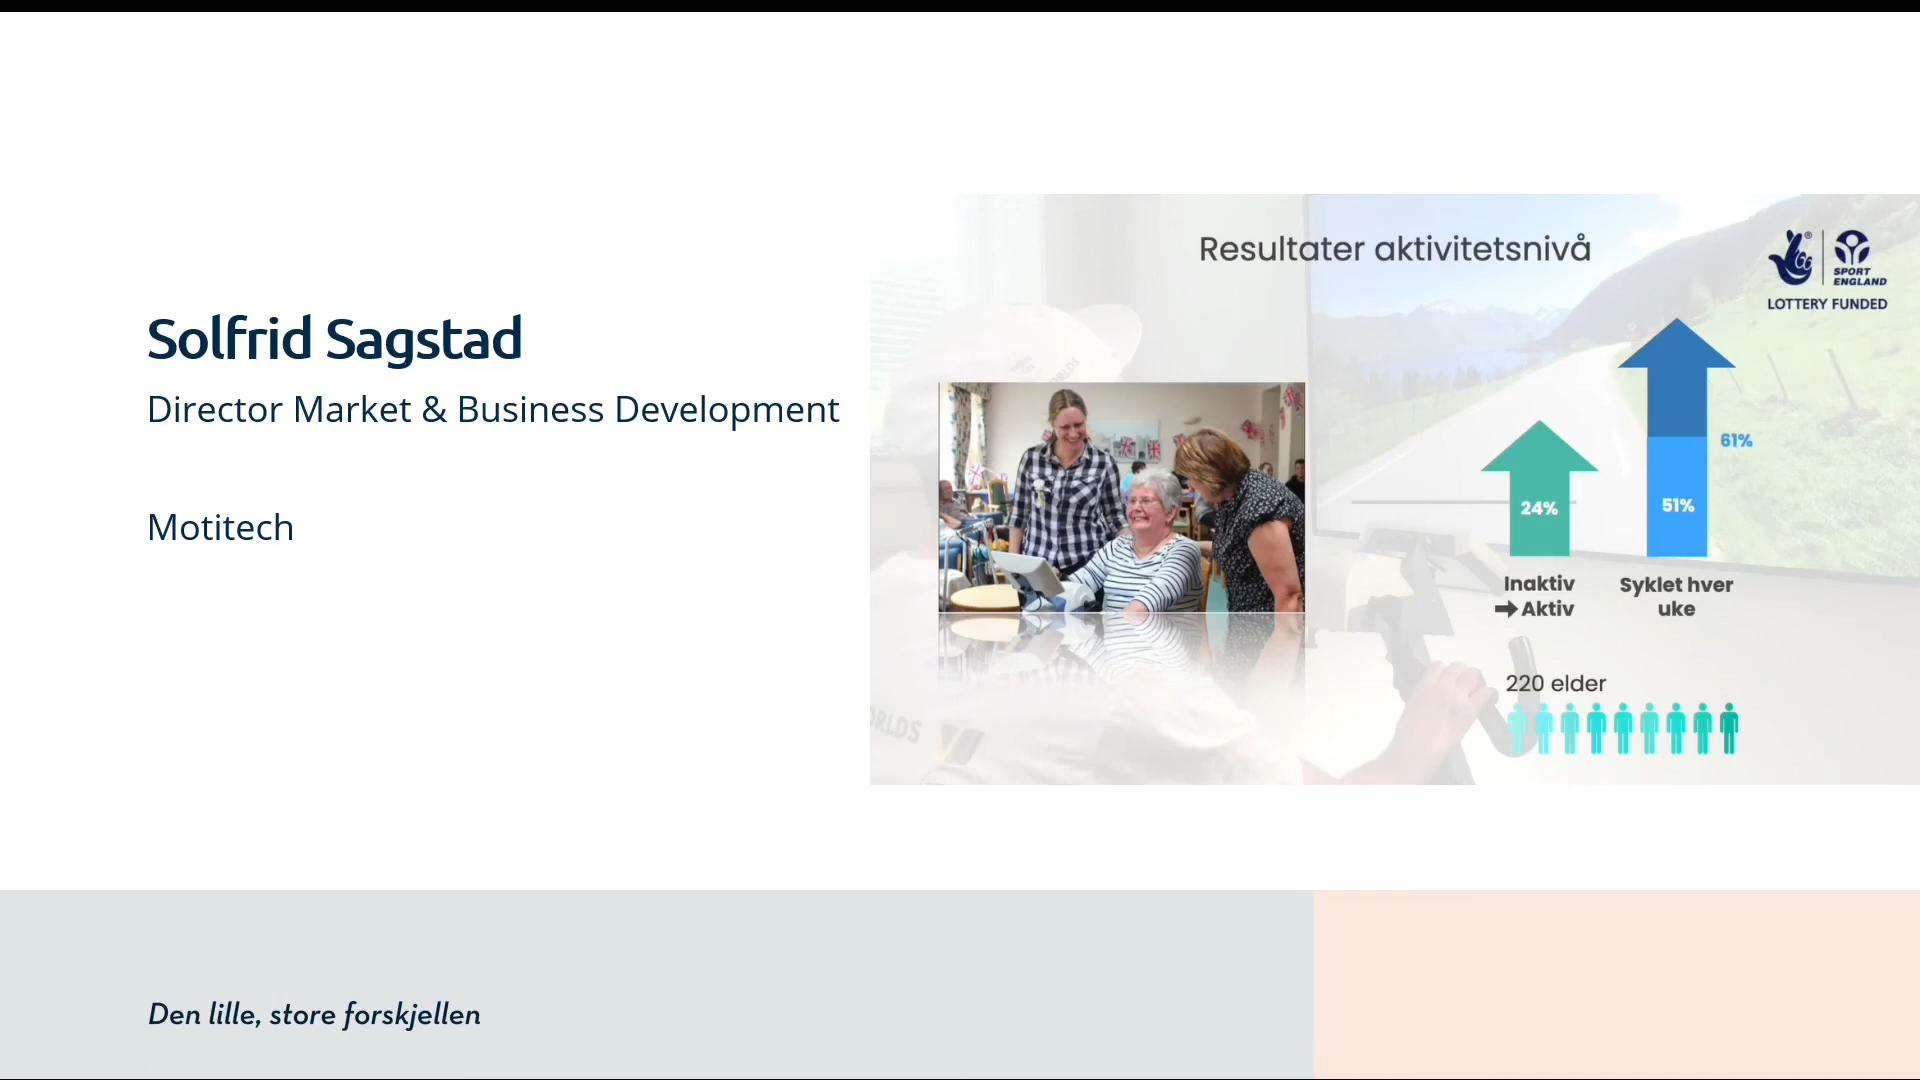 Solfrid Sagstad
Director Market & Business Development
Motitech
Resultater aktivitetsnivå
SPORT
ENGLAND
LOTTERY FUNDED
61%
24%
51%
Inaktiv
➡ Aktiv
Syklet hver
uke
220 elder
Den lille, store forskjellen